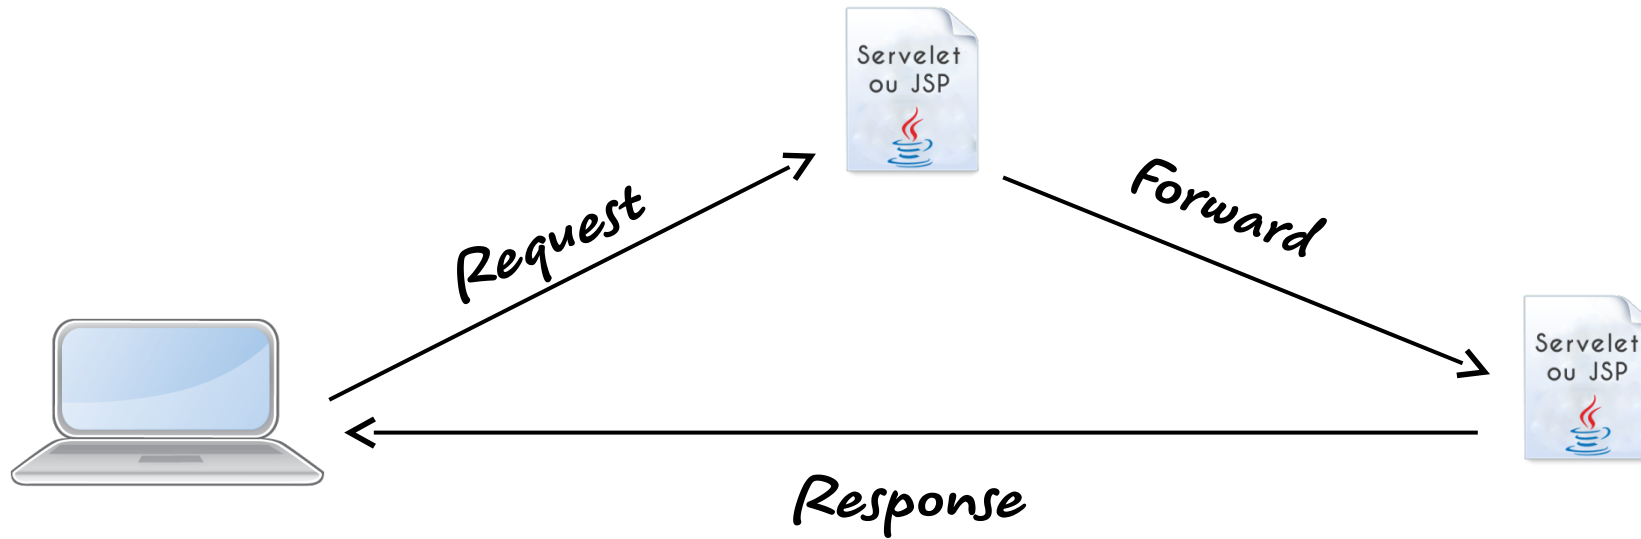 Servelet
ou JSP
Request
Forward
Servelet
ou JSP
Response